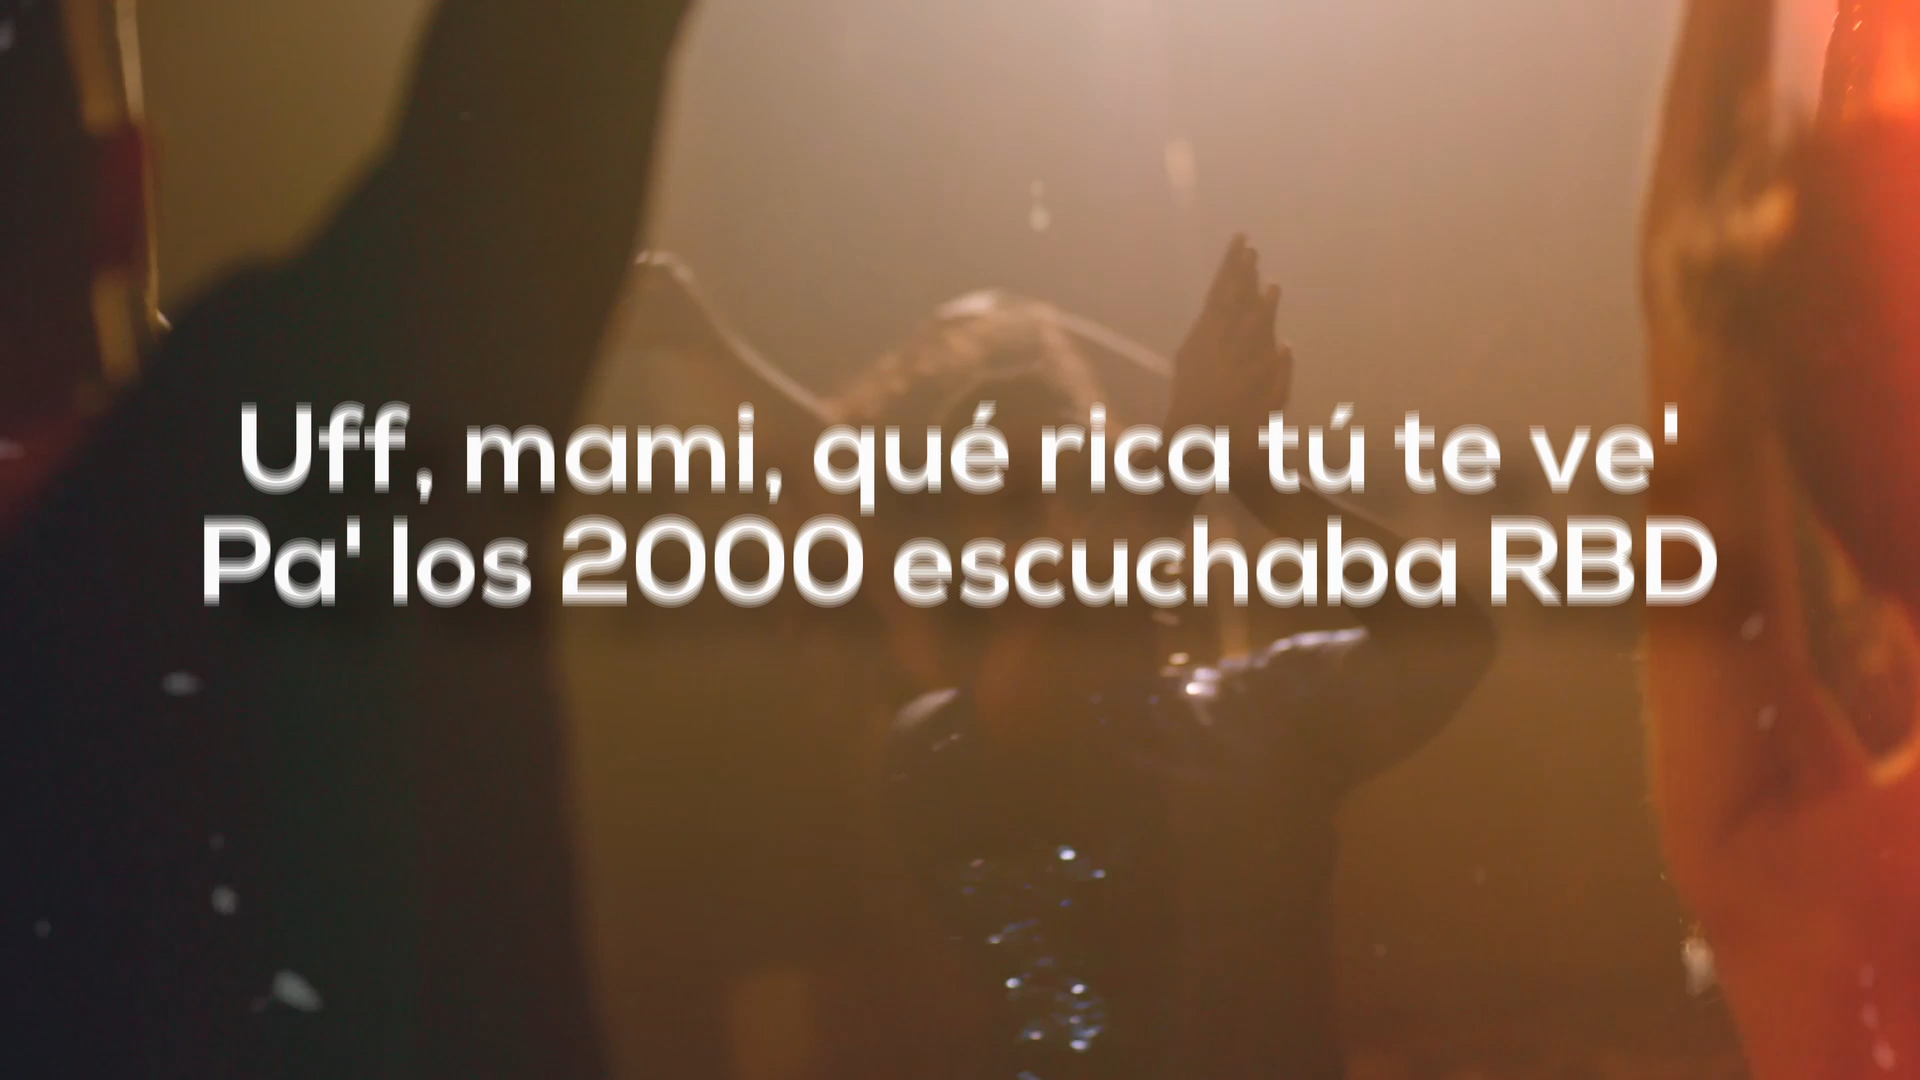 Uff, mami, qué rica tú te ve'
Pa' los 2000 escuchaba RBD